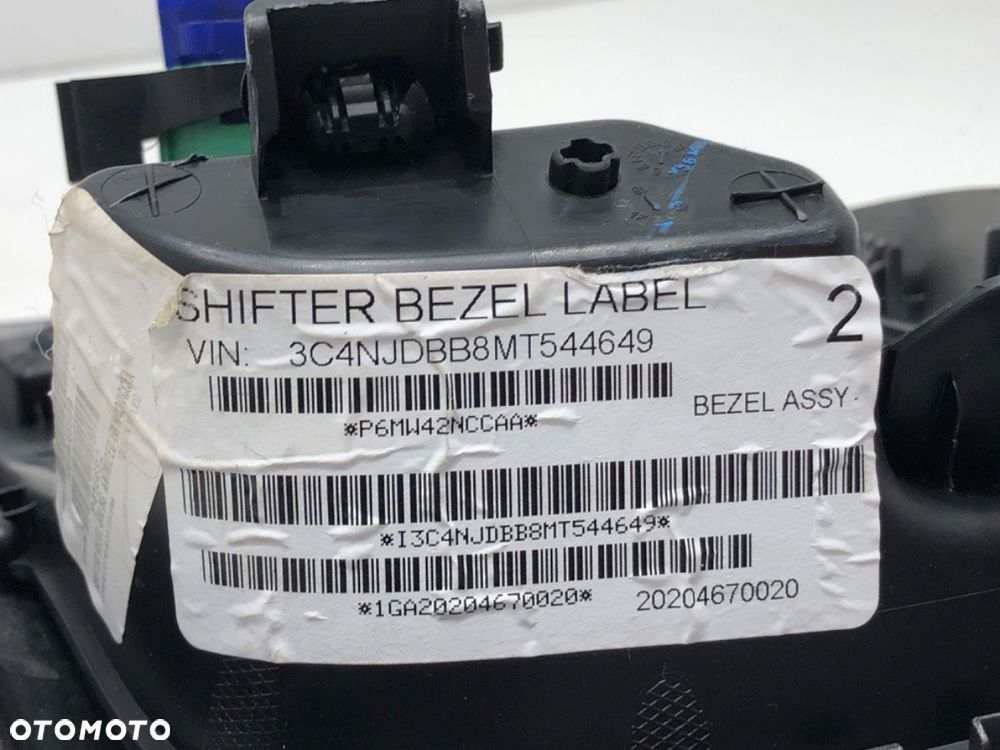 SHIFTER BEZEL LABEL
2
VIN: 3C4NJDBB8MT544649
BEZEL ASSY
*P6MW42NCCAA*
*I3C4NJDBB8MT544649*
*1GA20204670020*
20204670020
OTOMOTO